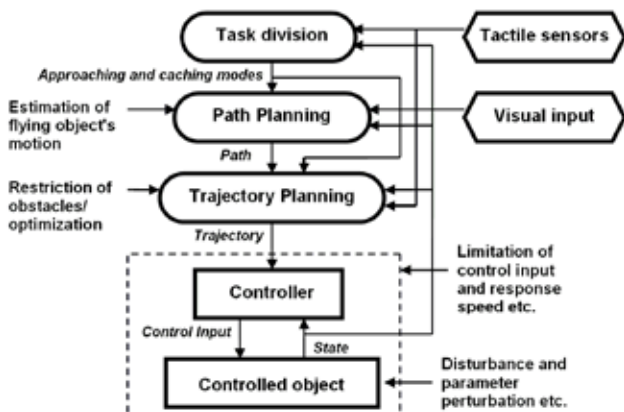 Task division
Tactile sensors
Approaching and caching modes
Estimation of
flying object's
motion
Path Planning
Visual input
Path
Restriction of
obstacles/
optimization
Trajectory Planning
Trajectory
Limitation of
control input
and response
speed etc.
Controller
Control Input
State
Controlled object
Disturbance and
parameter
perturbation etc.